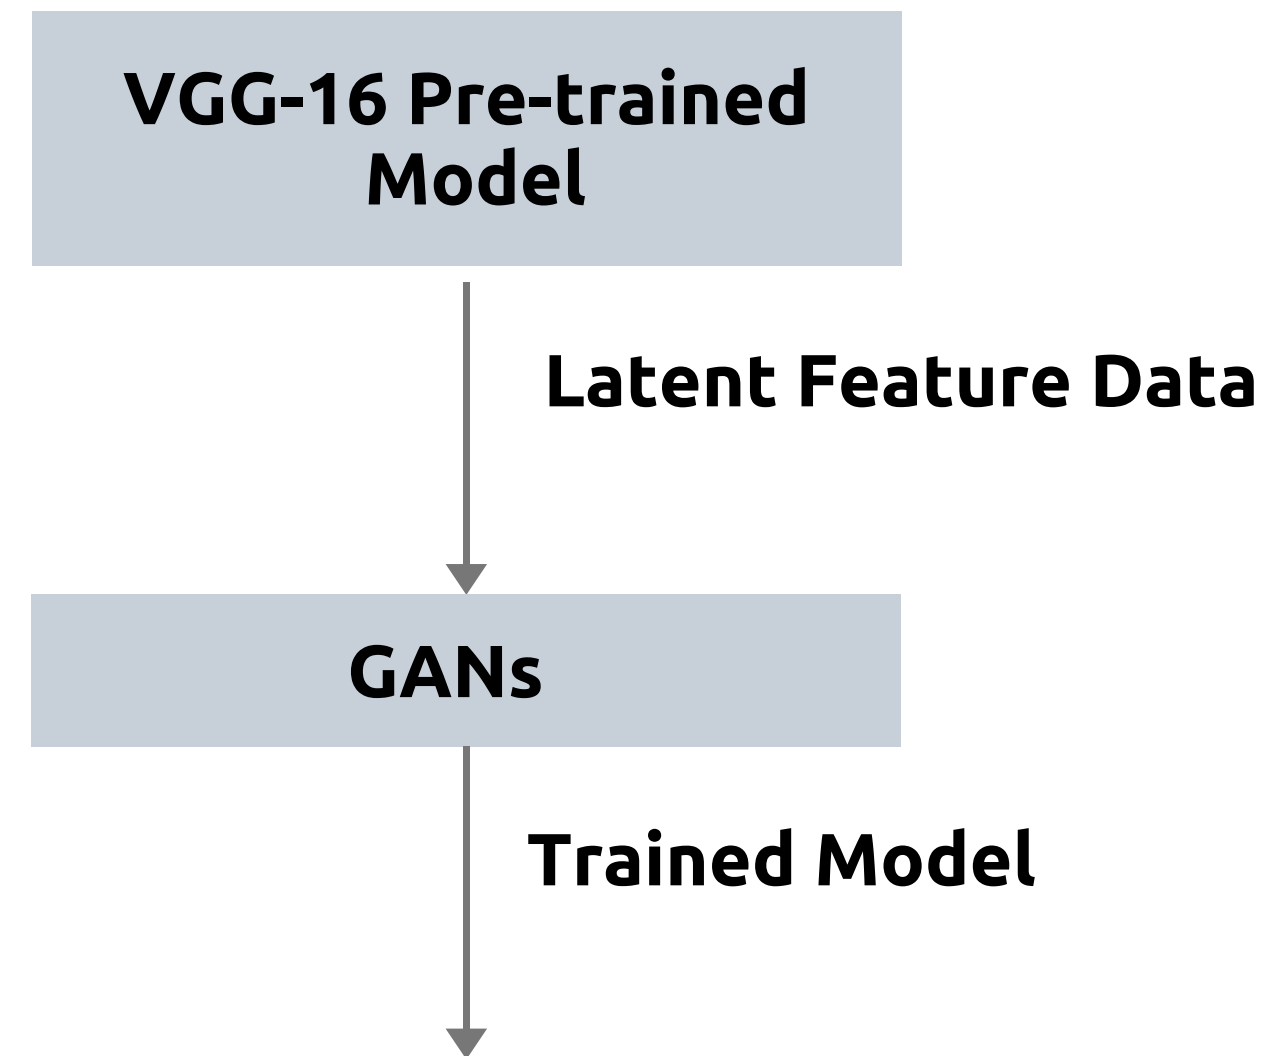 VGG-16 Pre-trained
Model
Latent Feature Data
GANs
Trained Model